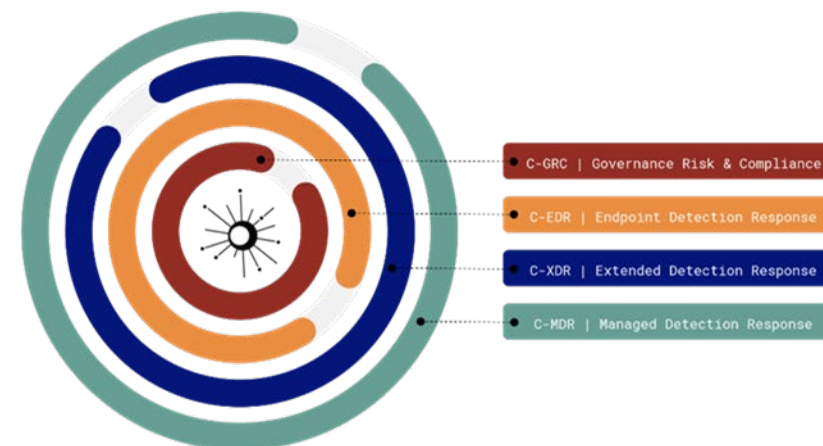 C-GRC | Governance Risk & Compliance
C-EDR | Endpoint Detection Response
C-XDR | Extended Detection Response
C-MDR | Managed Detection Response